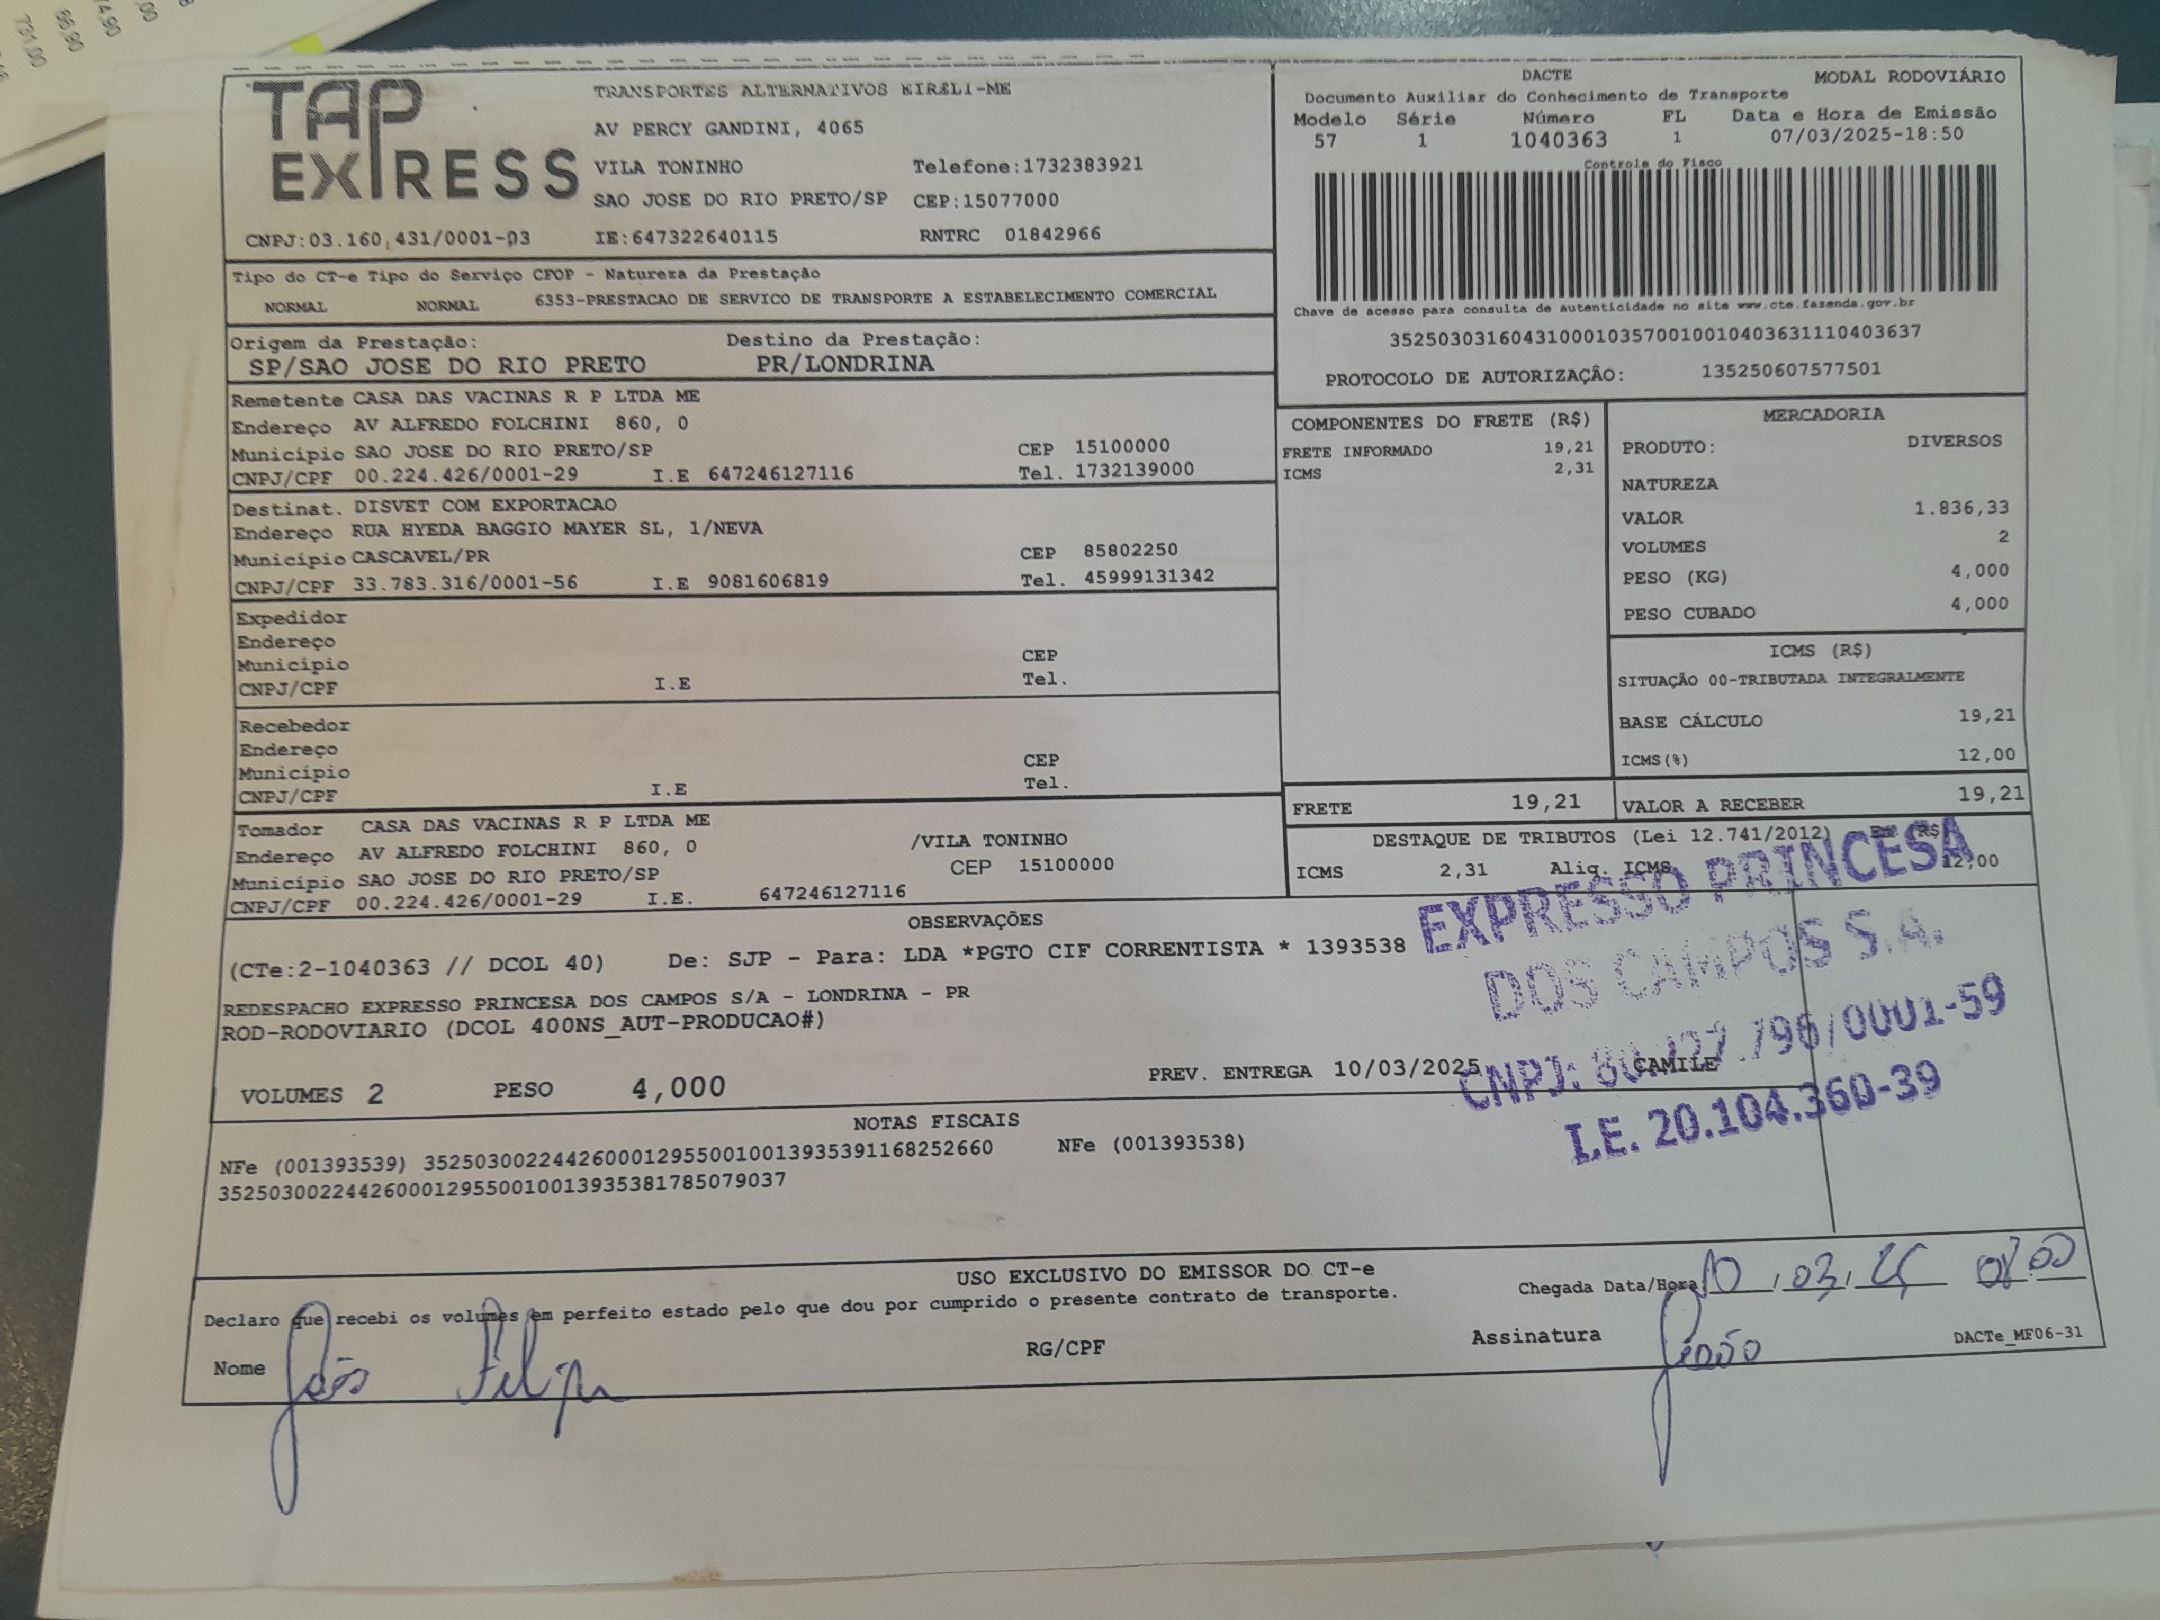 731,00
86,90
TAP
EXPRESS
TRANSPORTES ALTERNATIVOS EIRELI-ME
AV PERCY GANDINI, 4065
VILA TONINHO Telefone:1732383921
SAO JOSE DO RIO PRETO/SP CEP:15077000
CNPJ:03.160.431/0001-03 IE:647322640115 RNTRC 01842966
DACTE MODAL RODOVIÁRIO
Documento Auxiliar do Conhecimento de Transporte
Modelo Série Número FL Data e Hora de Emissão
57 1 1040363 1 07/03/2025-18:50
Controle do Fisco
Chave de acesso para consulta de autenticidade no site www.cte.fazenda.gov.br
35250303160431000103570010010403631110403637
PROTOCOLO DE AUTORIZAÇÃO: 135250607577501
Tipo do CT-e Tipo do Serviço CFOP - Natureza da Prestação
NORMAL NORMAL 6353-PRESTACAO DE SERVICO DE TRANSPORTE A ESTABELECIMENTO COMERCIAL
Origem da Prestação: Destino da Prestação:
SP/SAO JOSE DO RIO PRETO PR/LONDRINA
Remetente CASA DAS VACINAS R P LTDA ME
Endereço AV ALFREDO FOLCHINI 860, 0
Município SAO JOSE DO RIO PRETO/SP CEP 15100000
CNPJ/CPF 00.224.426/0001-29 I.E 647246127116 Tel. 1732139000
Destinat. DISVET COM EXPORTACAO
Endereço RUA HYEDA BAGGIO MAYER SL, 1/NEVA
Município CASCAVEL/PR CEP 85802250
CNPJ/CPF 33.783.316/0001-56 I.E 9081606819 Tel. 45999131342
Expedidor
Endereço
Município CEP
CNPJ/CPF I.E Tel.
Recebedor
Endereço
Município CEP
CNPJ/CPF I.E Tel.
Tomador CASA DAS VACINAS R P LTDA ME
Endereço AV ALFREDO FOLCHINI 860, 0 /VILA TONINHO
Município SAO JOSE DO RIO PRETO/SP CEP 15100000
CNPJ/CPF 00.224.426/0001-29 I.E. 647246127116
COMPONENTES DO FRETE (R$)
FRETE INFORMADO 19,21
ICMS 2,31
MERCADORIA
PRODUTO: DIVERSOS
NATUREZA
VALOR 1.836,33
VOLUMES 2
PESO (KG) 4,000
PESO CUBADO 4,000
ICMS (R$)
SITUAÇÃO 00-TRIBUTADA INTEGRALMENTE
BASE CÁLCULO 19,21
ICMS(%) 12,00
FRETE 19,21 VALOR A RECEBER 19,21
DESTAQUE DE TRIBUTOS (Lei 12.741/2012) Em R$
ICMS 2,31 Aliq. ICMS 12,00
OBSERVAÇÕES
(CTe:2-1040363 // DCOL 40) De: SJP - Para: LDA *PGTO CIF CORRENTISTA * 1393538
REDESPACHO EXPRESSO PRINCESA DOS CAMPOS S/A - LONDRINA - PR
ROD-RODOVIARIO (DCOL 400NS_AUT-PRODUCAO#)
PREV. ENTREGA 10/03/2025 CAMILE
VOLUMES 2 PESO 4,000
EXPRESSO PRINCESA
DOS CAMPOS S.A.
CNPJ: /0001-59
I.E. 20.104.360-39
NOTAS FISCAIS
NFe (001393539) 35250300224426000129550010013935391168252660 NFe (001393538)
35250300224426000129550010013935381785079037
USO EXCLUSIVO DO EMISSOR DO CT-e
Declaro que recebi os volumes em perfeito estado pelo que dou por cumprido o presente contrato de transporte.
Chegada Data/Hora 10, 03, 25 08 00
Nome João Felipe RG/CPF Assinatura João DACTe_MF06-31